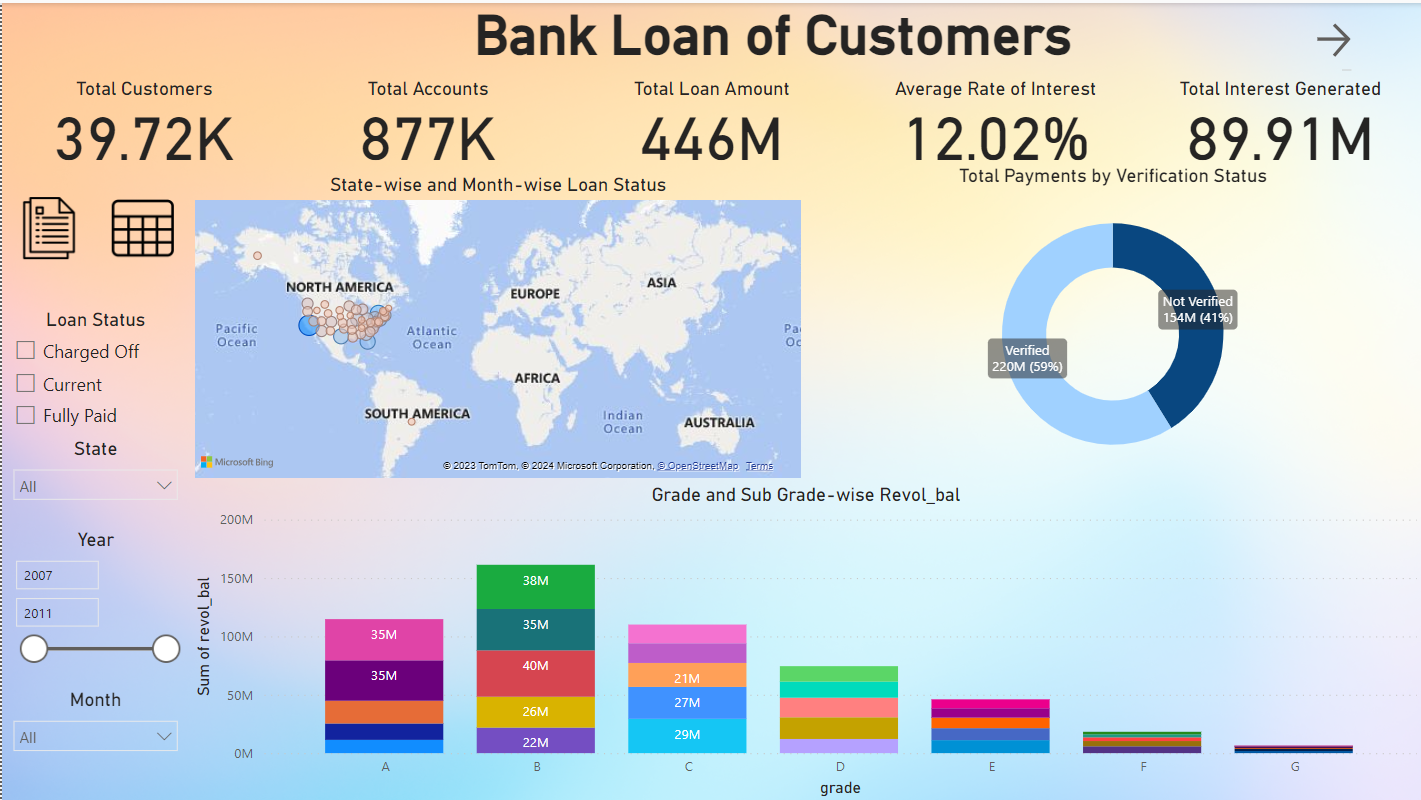 Bank Loan of Customers
Total Customers
39.72K
Total Accounts
877K
Total Loan Amount
446M
Average Rate of Interest
12.02%
Total Interest Generated
89.91M
Loan Status
Charged Off
Current
Fully Paid
State
All
Year
2007
2011
Month
All
State-wise and Month-wise Loan Status
NORTH AMERICA
EUROPE
ASIA
Pacific
Ocean
Atlantic
Ocean
Pac
Oc
AFRICA
SOUTH AMERICA
Indian
Ocean
AUSTRALIA
Microsoft Bing
© 2023 TomTom, © 2024 Microsoft Corporation, © OpenStreetMap Terms
Total Payments by Verification Status
Not Verified
154M (41%)
Verified
220M (59%)
Grade and Sub Grade-wise Revol_bal
Sum of revol_bal
200M
150M
100M
50M
0M
35M
35M
38M
35M
40M
26M
22M
21M
27M
29M
A
B
C
D
E
F
G
grade